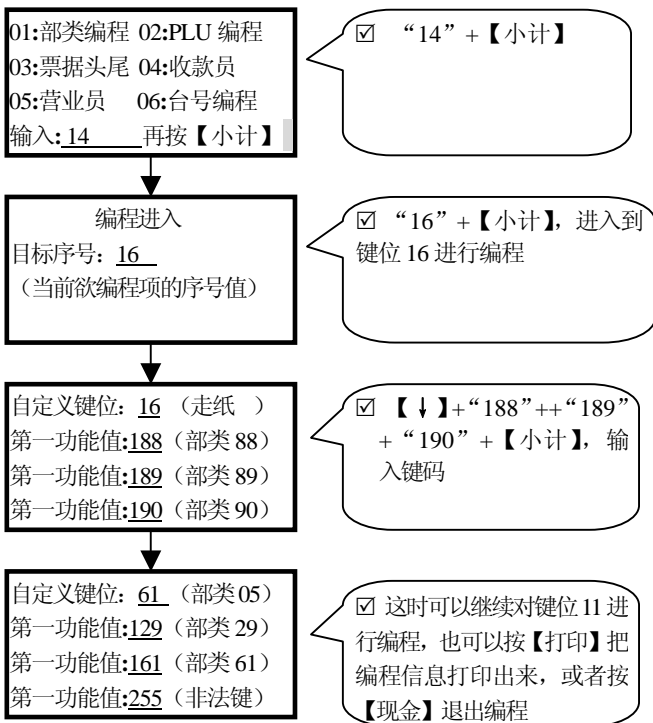 01:部类编程 02:PLU 编程
03:票据头尾 04:收款员
05:营业员 06:台号编程
输入:14 再按【小计】
☑ “14”+【小计】
编程进入
目标序号：16
（当前欲编程项的序号值）
☑ “16”+【小计】，进入到
键位 16 进行编程
自定义键位：16 （走纸 ）
第一功能值:188（部类 88）
第一功能值:189（部类 89）
第一功能值:190（部类 90）
☑ 【↓】+“188”++“189”
+“190”+【小计】，输
入键码
自定义键位：61 （部类 05）
第一功能值:129（部类 29）
第一功能值:161（部类 61）
第一功能值:255（非法键）
☑ 这时可以继续对键位 11 进
行编程，也可以按【打印】把
编程信息打印出来，或者按
【现金】退出编程